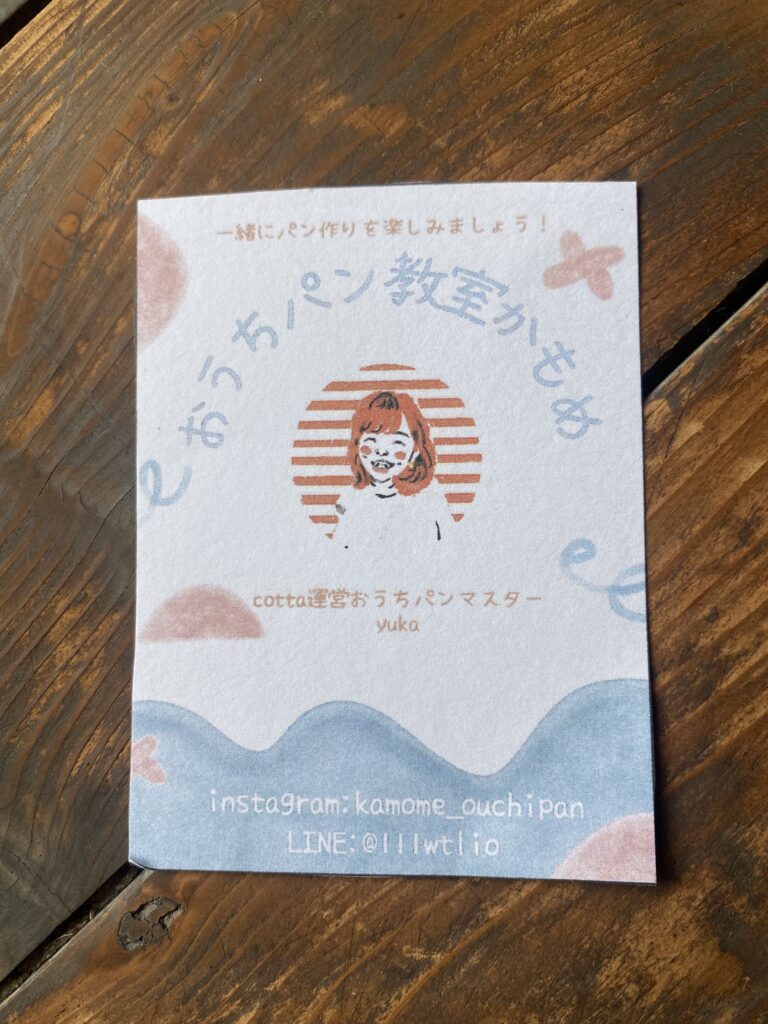 一緒にパン作りを楽しみましょう！
おうちパン教室かもめ
cotta運営おうちパンマスター
yuka
instagram:kamome_ouchipan
LINE:@lllwtlio